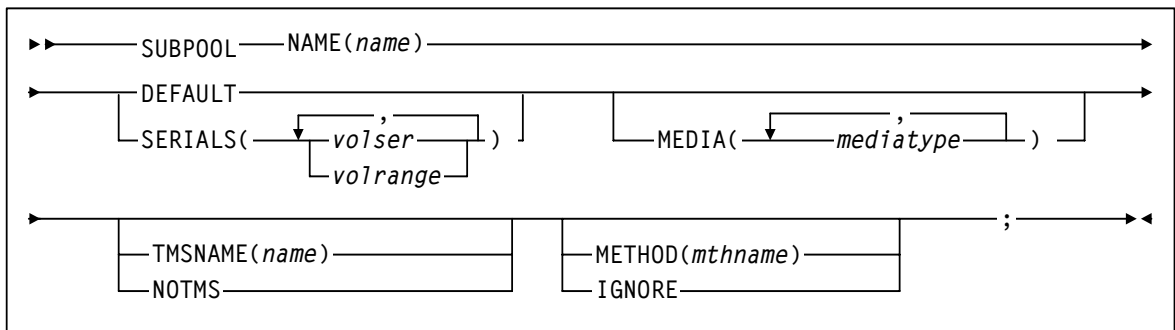 SUBPOOL NAME(name)
DEFAULT
,
SERIALS( volser )
volrange
,
MEDIA( mediatype )
TMSNAME(name)
NOTMS
METHOD(mthname)
IGNORE
;